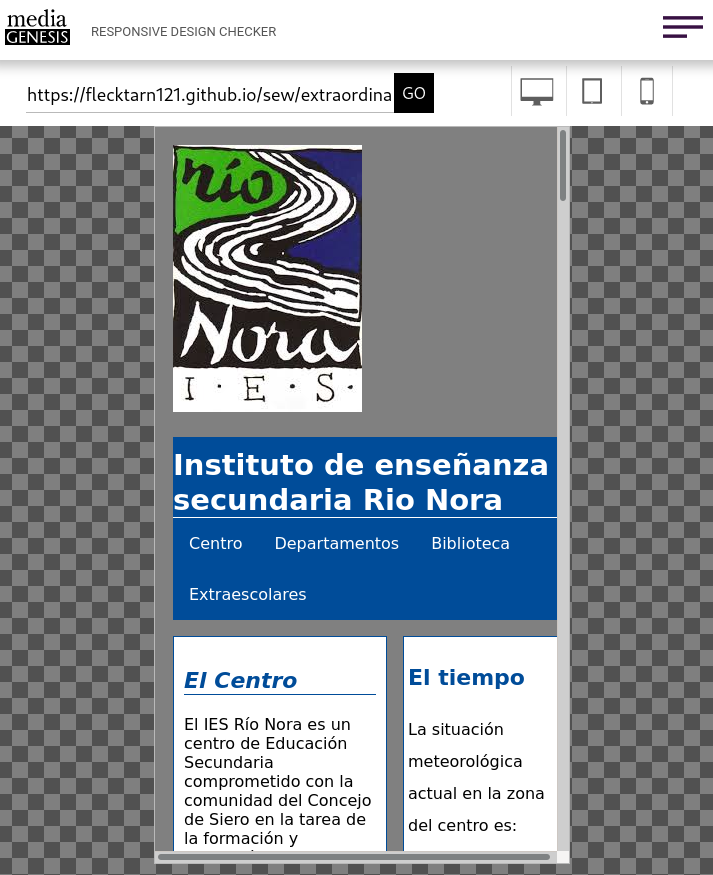 media
GENESIS
RESPONSIVE DESIGN CHECKER
https://flecktarn121.github.io/sew/extraordina
GO
río
Nora
I · E · S ·
Instituto de enseñanza
secundaria Rio Nora
Centro Departamentos Biblioteca
Extraescolares
El Centro
El IES Río Nora es un
centro de Educación
Secundaria
comprometido con la
comunidad del Concejo
de Siero en la tarea de
la formación y
El tiempo
La situación
meteorológica
actual en la zona
del centro es: